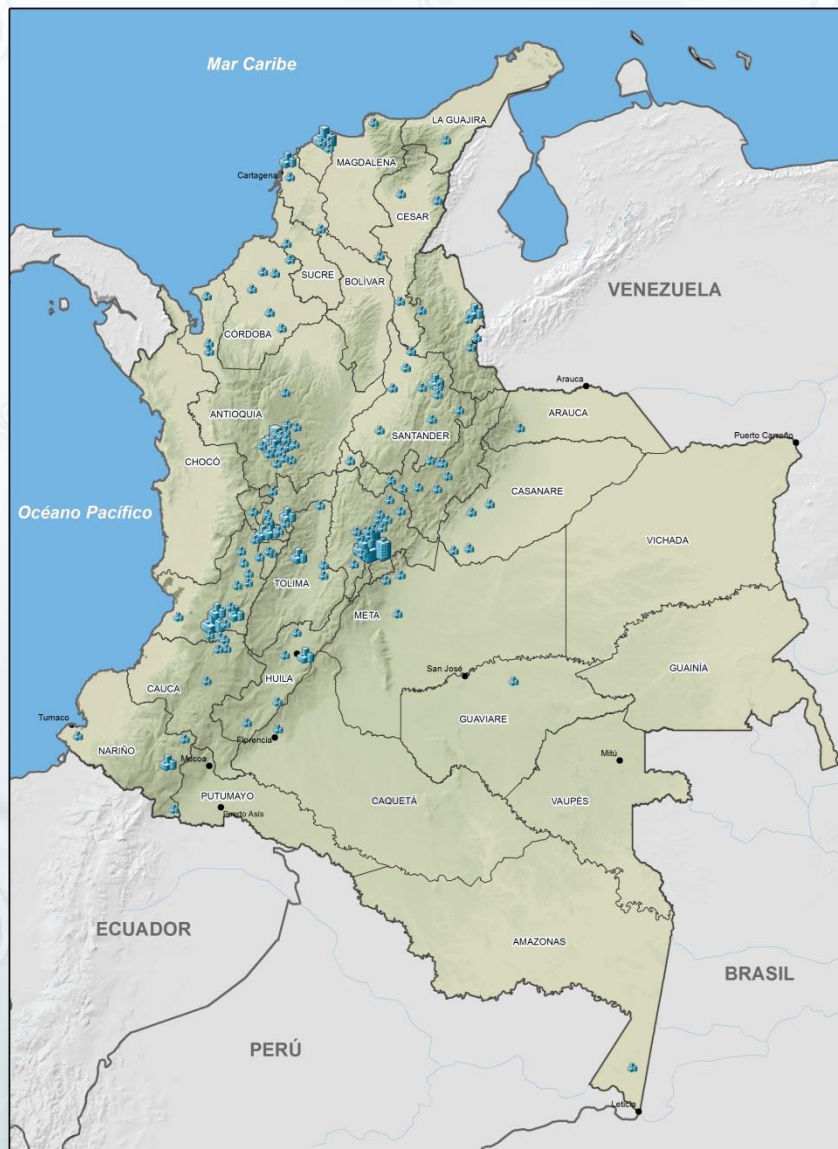 Mar Caribe
LA GUAJIRA
MAGDALENA
Cartagena
CESAR
SUCRE
BOLÍVAR
VENEZUELA
CÓRDOBA
Arauca
ANTIOQUIA
ARAUCA
SANTANDER
Puerto Carreño
CHOCÓ
CASANARE
Océano Pacífico
VICHADA
TOLIMA
META
GUAINÍA
San José
CAUCA
HUILA
GUAVIARE
Tumaco
Florencia
NARIÑO
Mocoa
Mitú
PUTUMAYO
CAQUETÁ
VAUPÉS
Puerto Asís
ECUADOR
AMAZONAS
BRASIL
PERÚ
Leticia